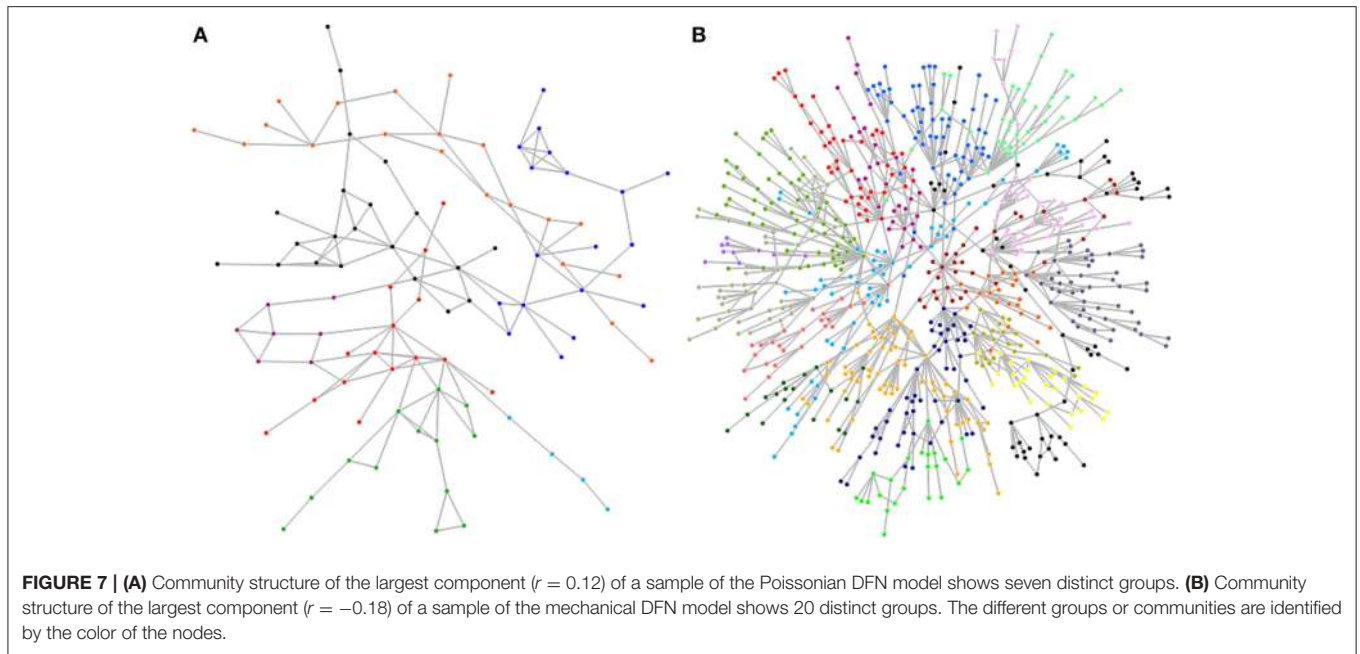 A
B
FIGURE 7 | (A) Community structure of the largest component (r = 0.12) of a sample of the Poissonian DFN model shows seven distinct groups. (B) Community
structure of the largest component (r = −0.18) of a sample of the mechanical DFN model shows 20 distinct groups. The different groups or communities are identified
by the color of the nodes.